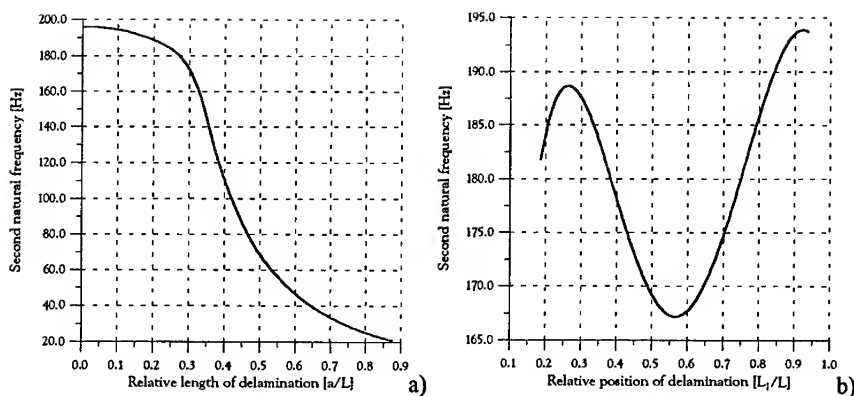 200.0
180.0
160.0
140.0
120.0
100.0
80.0
60.0
40.0
20.0
Second natural frequency [Hz]
0.0 0.1 0.2 0.3 0.4 0.5 0.6 0.7 0.8 0.9
Relative length of delamination [a/L]
a)
195.0
190.0
185.0
180.0
175.0
170.0
165.0
Second natural frequency [Hz]
0.1 0.2 0.3 0.4 0.5 0.6 0.7 0.8 0.9 1.0
Relative position of delamination [L₁/L]
b)